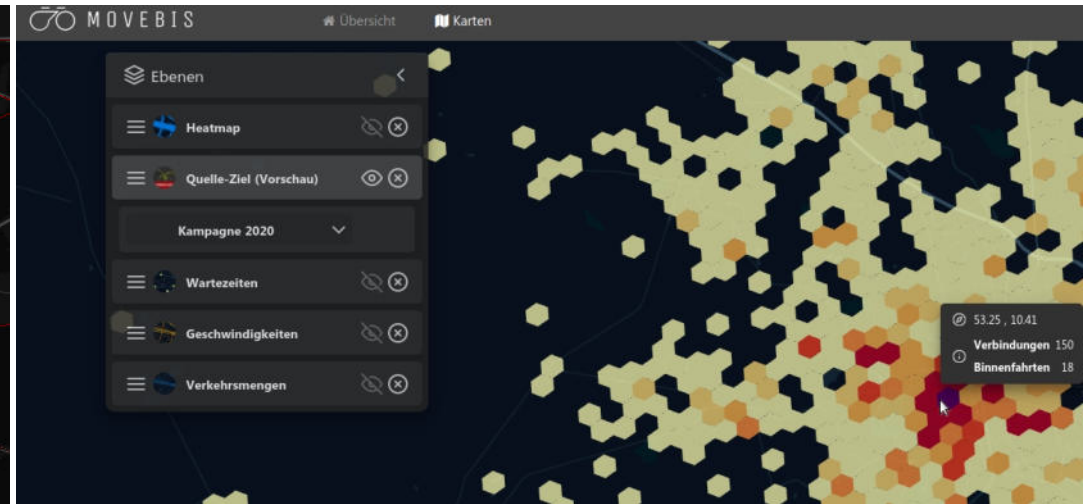 MOVEBIS
Übersicht
Karten
Ebenen
Heatmap
Quelle-Ziel (Vorschau)
Kampagne 2020
Wartezeiten
Geschwindigkeiten
Verkehrsmengen
53.25 , 10.41
Verbindungen 150
Binnenfahrten 18